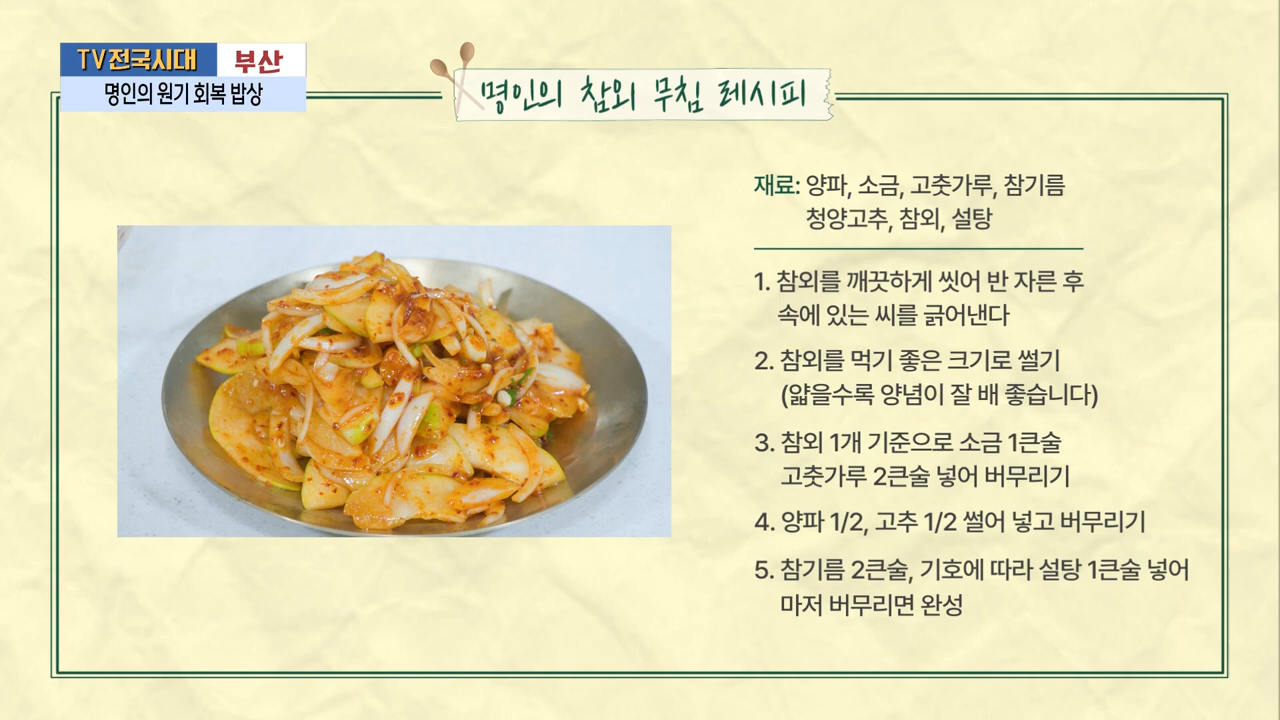 TV전국시대 부산
명인의 원기 회복 밥상
명인의 참외 무침 레시피
재료: 양파, 소금, 고춧가루, 참기름
청양고추, 참외, 설탕
1. 참외를 깨끗하게 씻어 반 자른 후
속에 있는 씨를 긁어낸다
2. 참외를 먹기 좋은 크기로 썰기
(얇을수록 양념이 잘 배 좋습니다)
3. 참외 1개 기준으로 소금 1큰술
고춧가루 2큰술 넣어 버무리기
4. 양파 1/2, 고추 1/2 썰어 넣고 버무리기
5. 참기름 2큰술, 기호에 따라 설탕 1큰술 넣어
마저 버무리면 완성